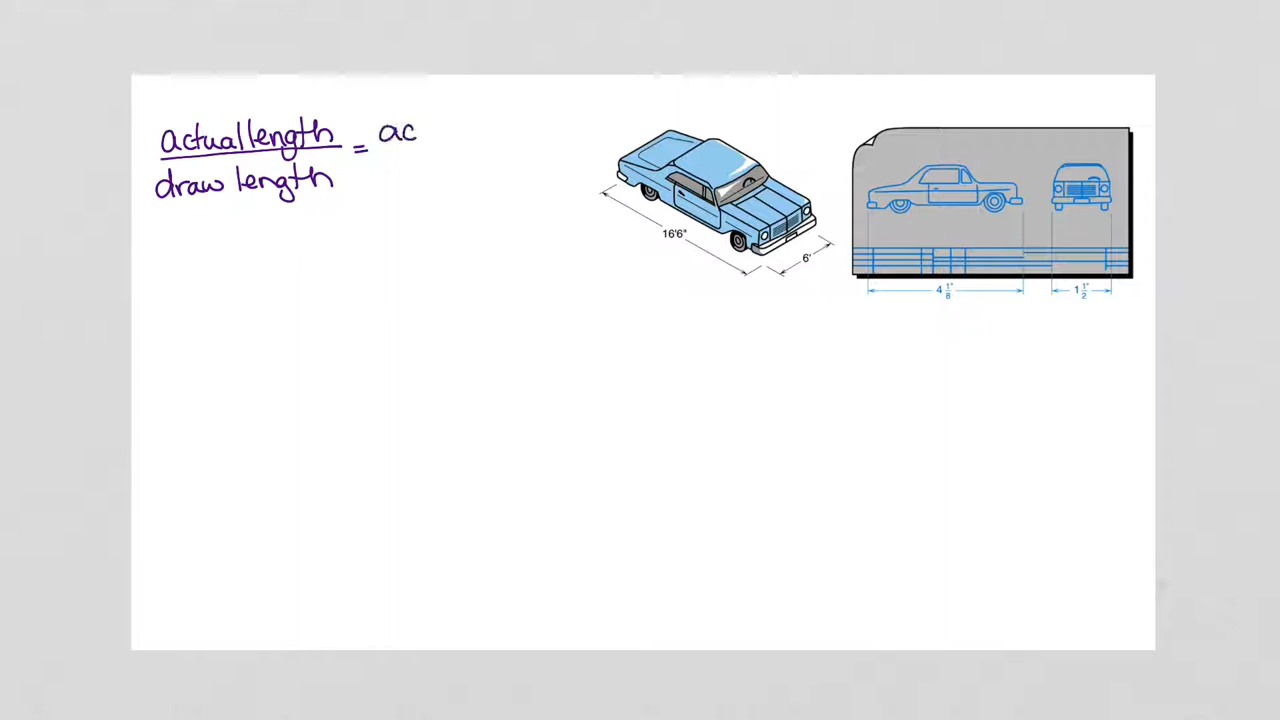 actual length = ac
draw length
16'6"
6'
4 1/8"
1 1/2"